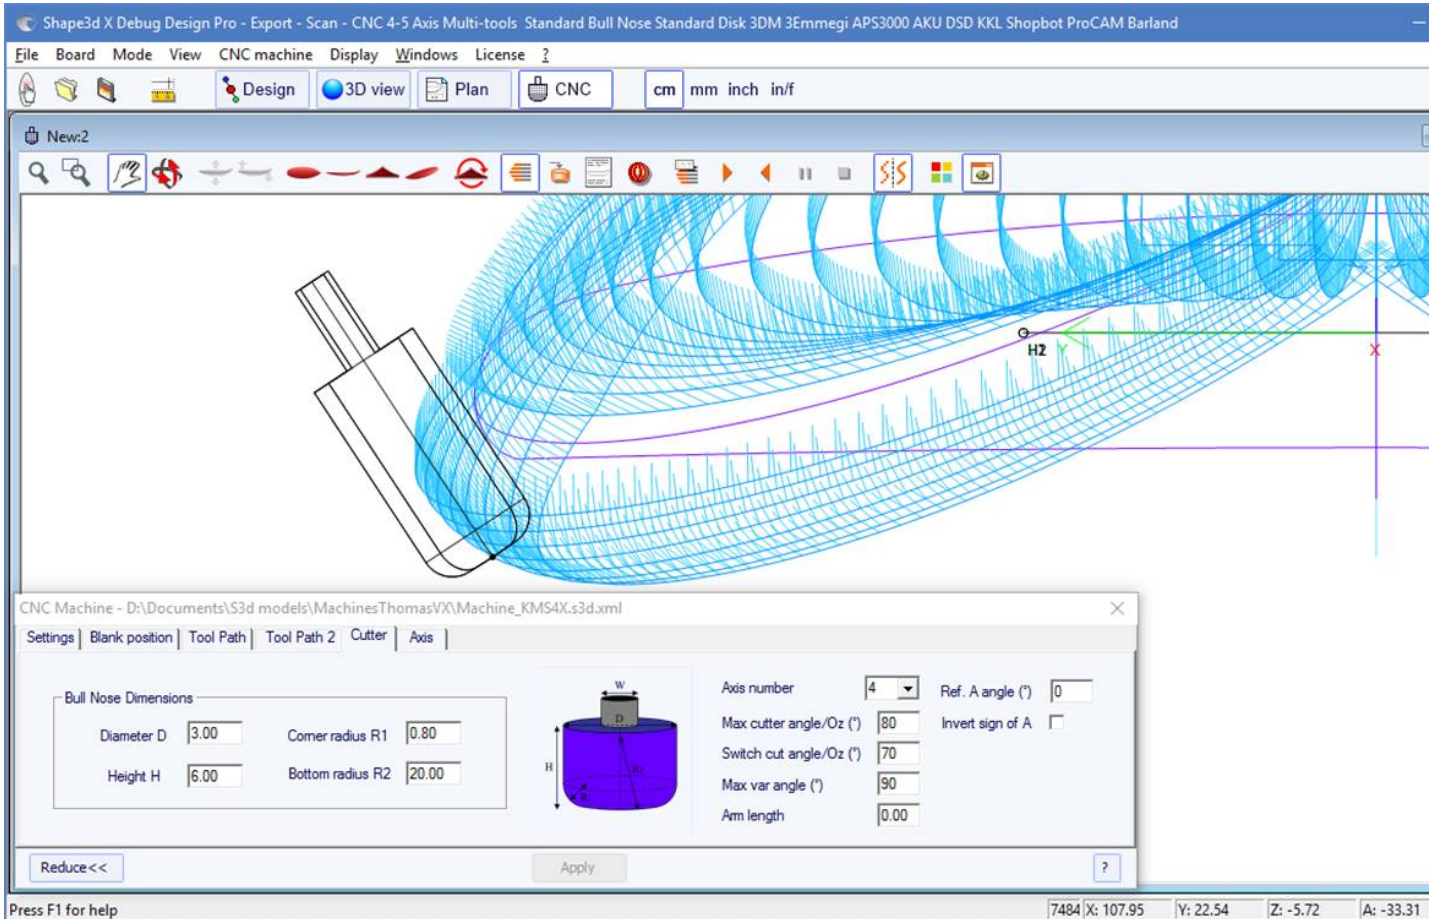 Shape3d X Debug Design Pro - Export - Scan - CNC 4-5 Axis Multi-tools Standard Bull Nose Standard Disk 3DM 3Emmegi APS3000 AKU DSD KKL Shopbot ProCAM Barland
File Board Mode View CNC machine Display Windows License ?
Design 3D view Plan CNC cm mm inch in/f
New:2
H2 Y
X
CNC Machine - D:\Documents\S3d models\MachinesThomasVX\Machine_KMS4X.s3d.xml
Settings Blank position Tool Path Tool Path 2 Cutter Axis
Bull Nose Dimensions
Diameter D 3.00 Corner radius R1 0.80
Height H 6.00 Bottom radius R2 20.00
W
D
H
R2
R1
Axis number 4 Ref. A angle (°) 0
Max cutter angle/Oz (°) 80 Invert sign of A
Switch cut angle/Oz (°) 70
Max var angle (°) 90
Arm length 0.00
Reduce<< Apply ?
Press F1 for help 7484 X: 107.95 Y: 22.54 Z: -5.72 A: -33.31